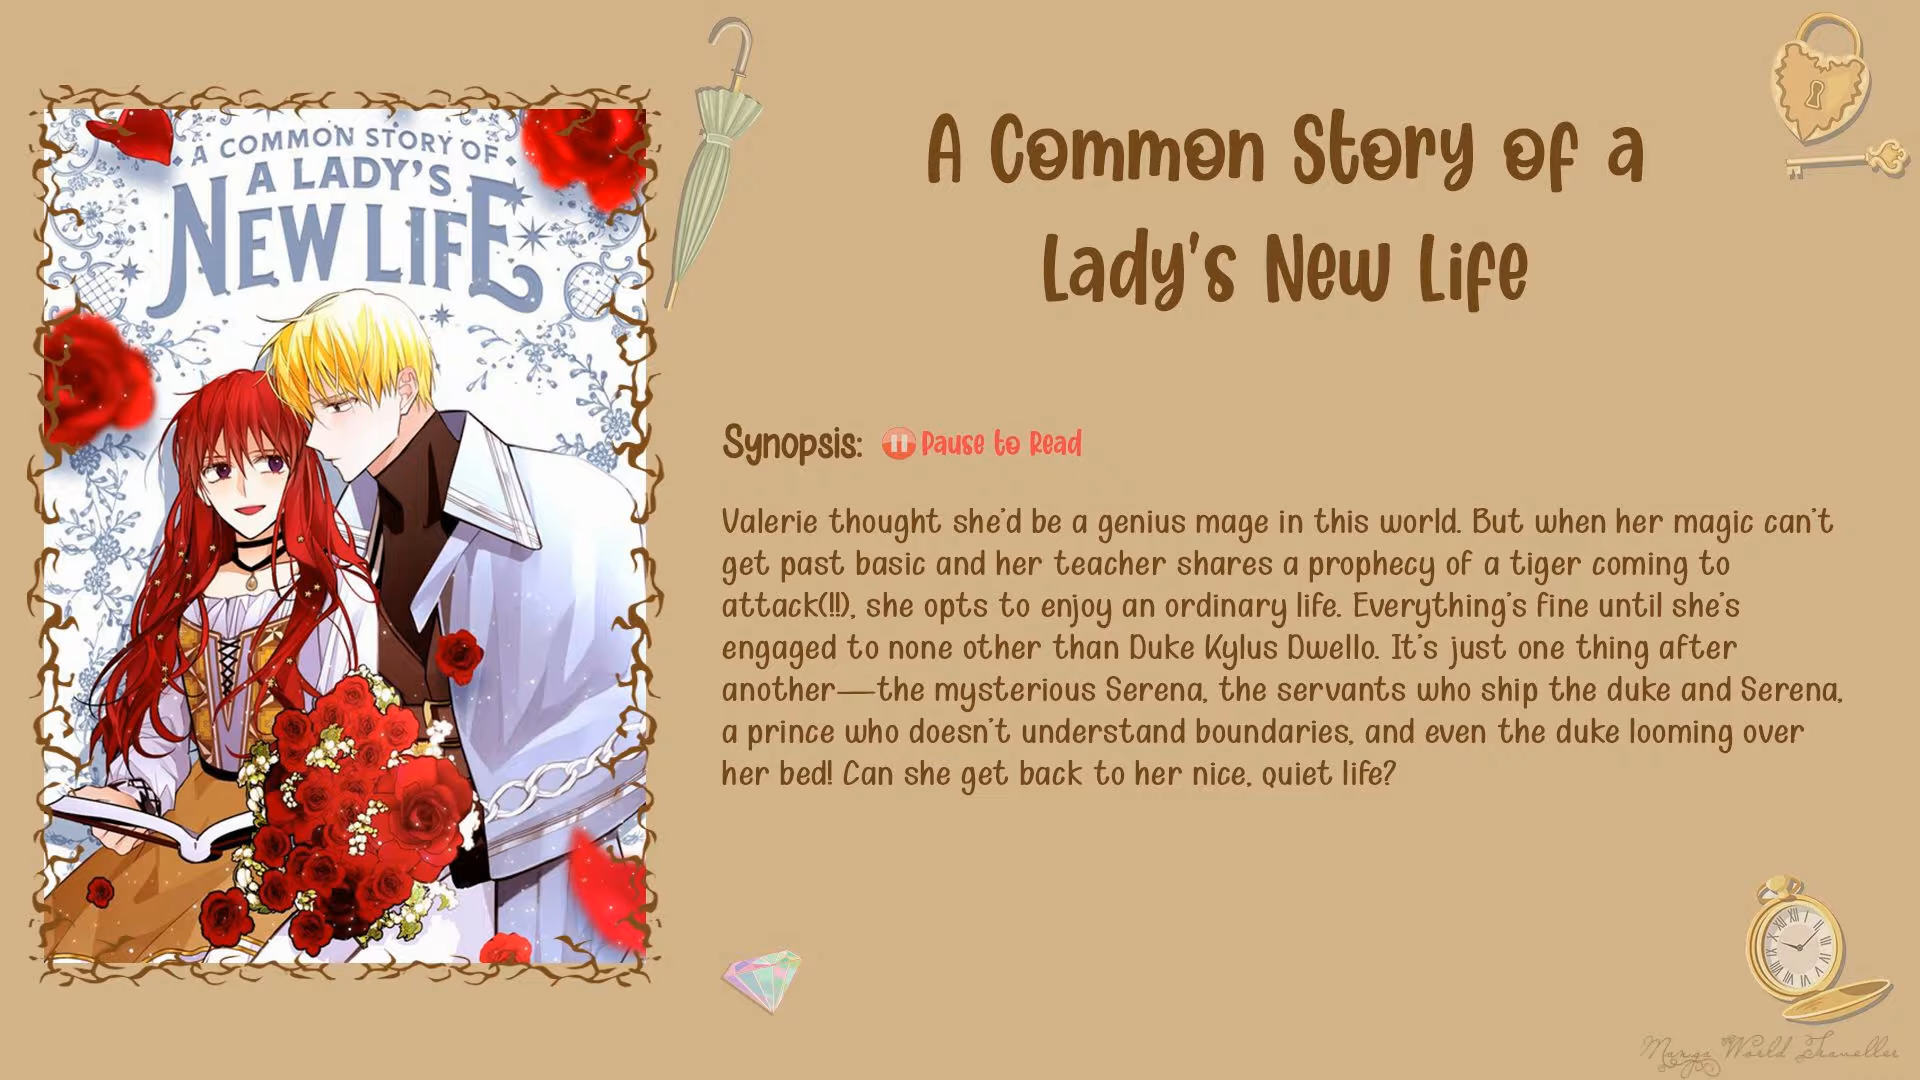 A COMMON STORY OF
A LADY'S
NEW LIFE
A Common Story of a
Lady's New Life
Synopsis: Pause to Read
Valerie thought she'd be a genius mage in this world. But when her magic can't
get past basic and her teacher shares a prophecy of a tiger coming to
attack(!!), she opts to enjoy an ordinary life. Everything's fine until she's
engaged to none other than Duke Kylus Dwello. It's just one thing after
another—the mysterious Serena, the servants who ship the duke and Serena,
a prince who doesn't understand boundaries, and even the duke looming over
her bed! Can she get back to her nice, quiet life?
Manga World Traveller